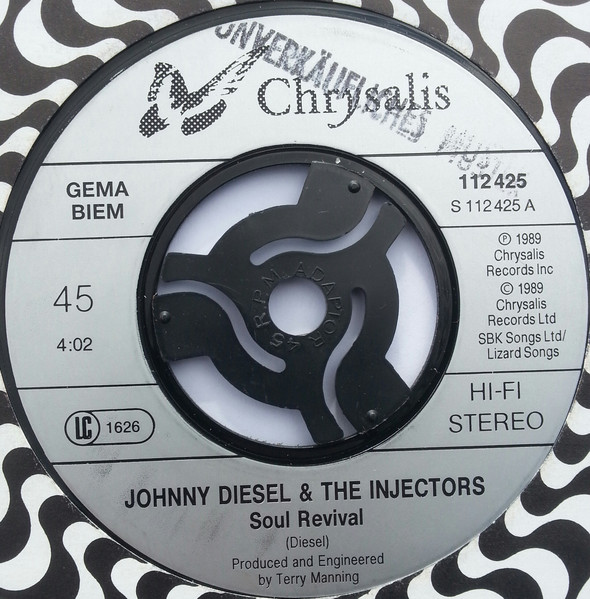 UNVERKÄUFLICHES MUST
Chrysalis
GEMA
BIEM
112 425
S 112 425 A
℗ 1989
Chrysalis
Records Inc
© 1989
Chrysalis
Records Ltd
SBK Songs Ltd/
Lizard Songs
45
4:02
45 R.P.M. ADAPTOR
LC 1626
HI-FI
STEREO
JOHNNY DIESEL & THE INJECTORS
Soul Revival
(Diesel)
Produced and Engineered
by Terry Manning